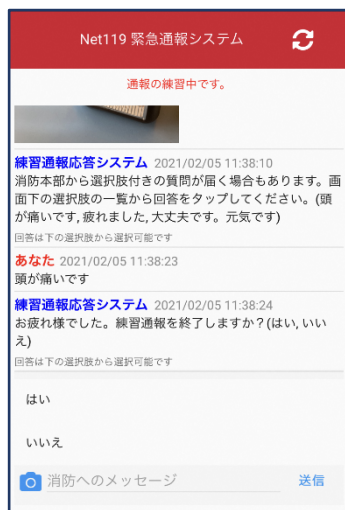 Net119 緊急通報システム
通報の練習中です。
練習通報応答システム 2021/02/05 11:38:10
消防本部から選択肢付きの質問が届く場合もあります。画
面下の選択肢の一覧から回答をタップしてください。(頭
が痛いです, 疲れました, 大丈夫です。元気です)
回答は下の選択肢から選択可能です
あなた 2021/02/05 11:38:23
頭が痛いです
練習通報応答システム 2021/02/05 11:38:24
お疲れ様でした。練習通報を終了しますか？(はい, いい
え)
回答は下の選択肢から選択可能です
はい
いいえ
消防へのメッセージ 送信